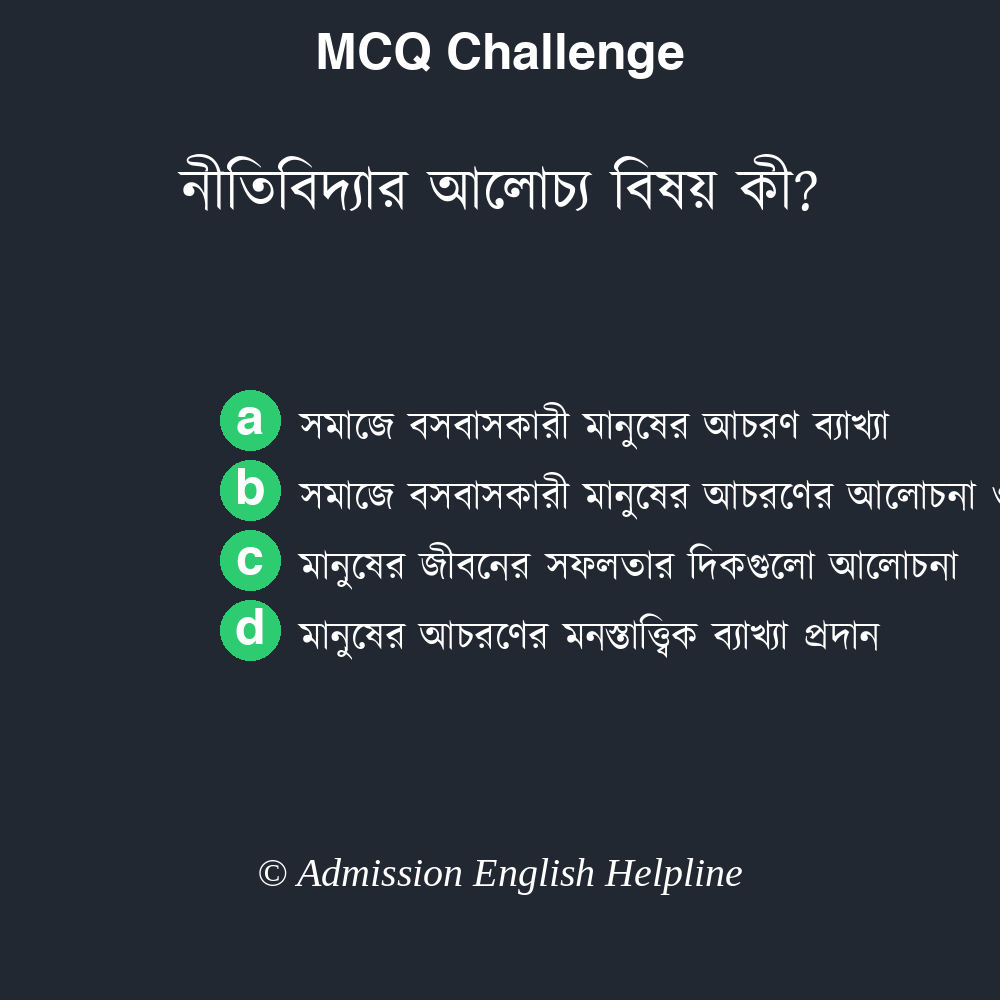 MCQ Challenge
নীতিবিদ্যার আলোচ্য বিষয় কী?
a সমাজে বসবাসকারী মানুষের আচরণ ব্যাখ্যা
b সমাজে বসবাসকারী মানুষের আচরণের আলোচনা
c মানুষের জীবনের সফলতার দিকগুলো আলোচনা
d মানুষের আচরণের মনস্তাত্ত্বিক ব্যাখ্যা প্রদান
© Admission English Helpline